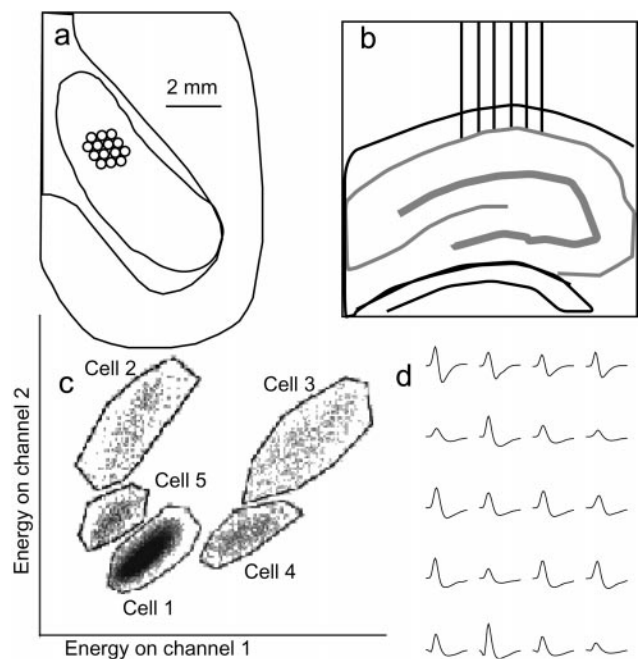 a
2 mm
b
c
Cell 2
Cell 3
Cell 5
Cell 4
Cell 1
Energy on channel 2
Energy on channel 1
d